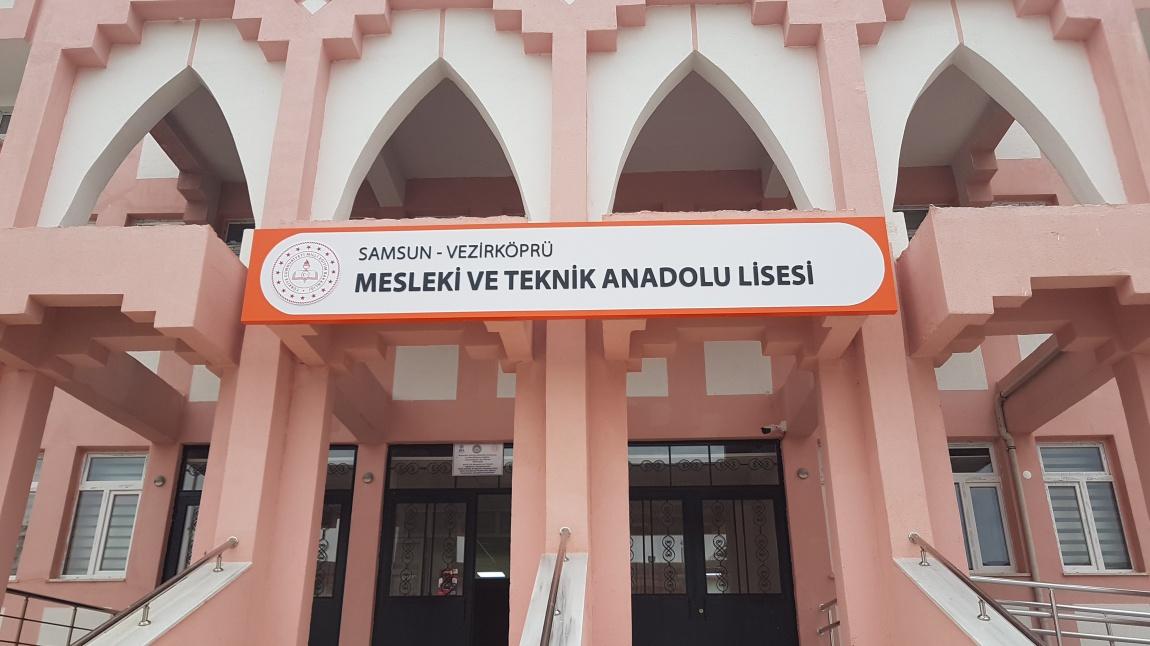 SAMSUN - VEZİRKÖPRÜ
MESLEKİ VE TEKNİK ANADOLU LİSESİ